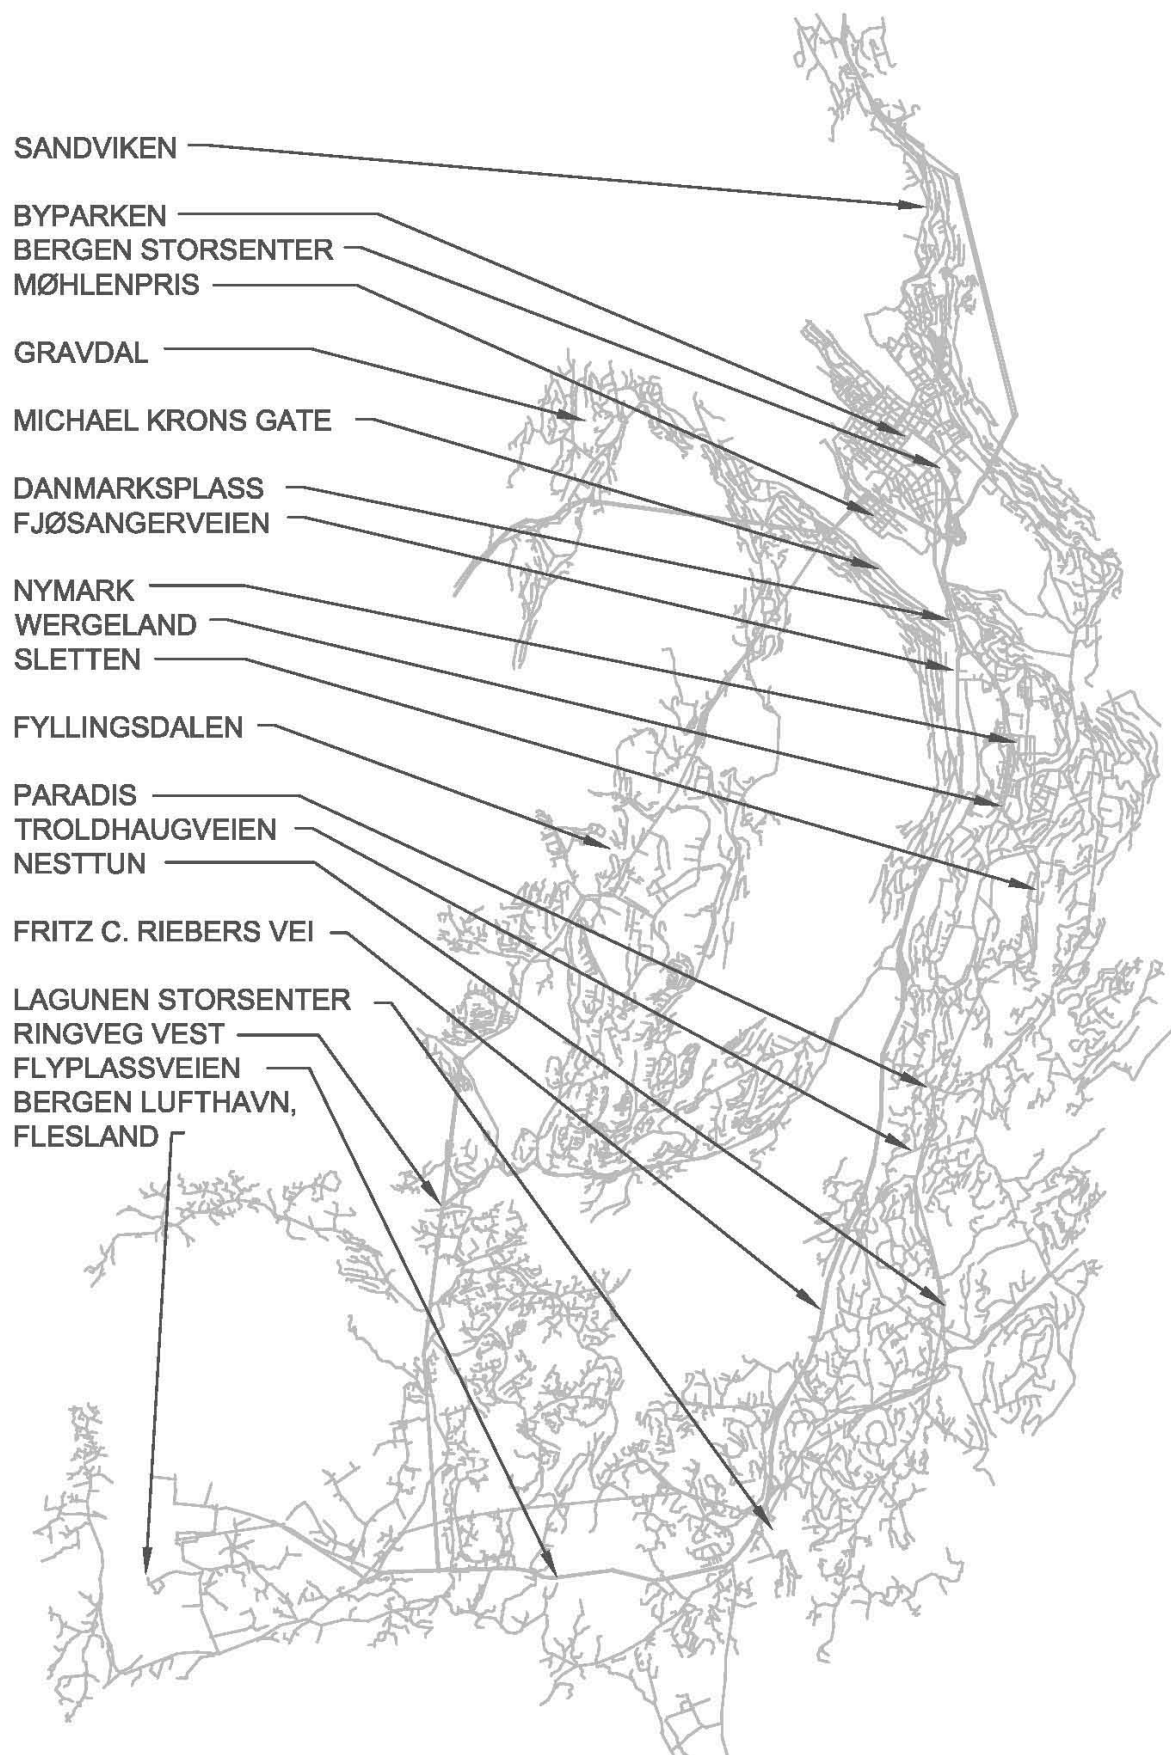 SANDVIKEN
BYPARKEN
BERGEN STORSENTER
MØHLENPRIS
GRAVDAL
MICHAEL KRONS GATE
DANMARKSPLASS
FJØSANGERVEIEN
NYMARK
WERGELAND
SLETTEN
FYLLINGSDALEN
PARADIS
TROLDHAUGVEIEN
NESTTUN
FRITZ C. RIEBERS VEI
LAGUNEN STORSENTER
RINGVEG VEST
FLYPLASSVEIEN
BERGEN LUFTHAVN,
FLESLAND